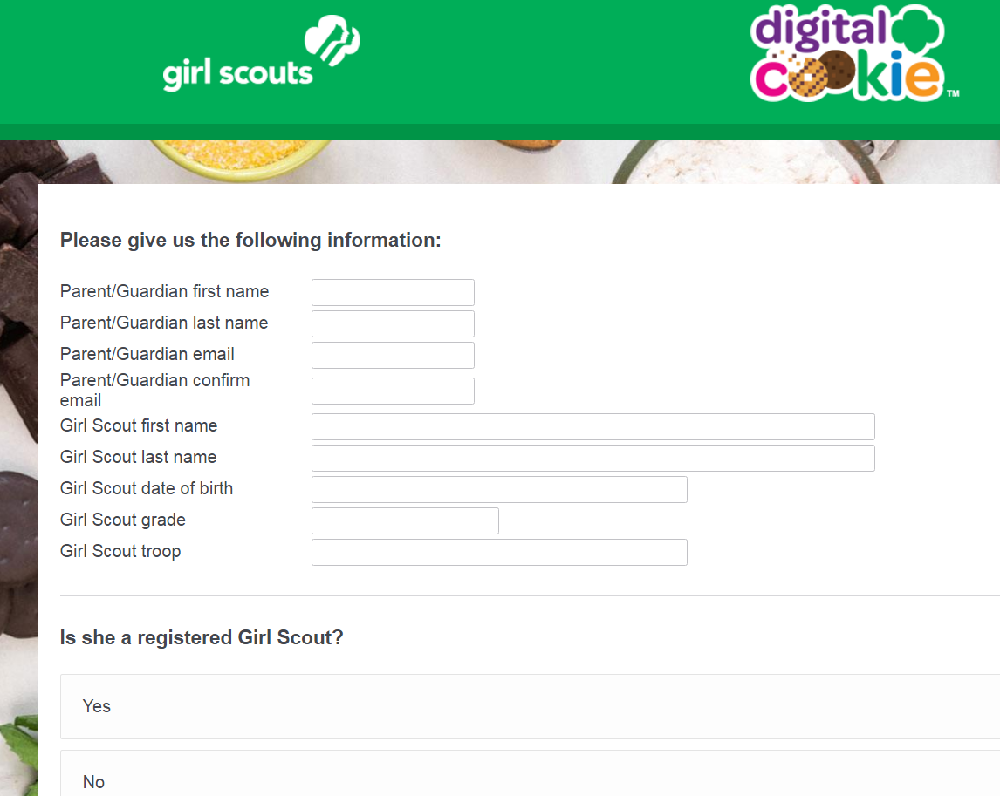 girl scouts
digital
cookie
TM
Please give us the following information:
Parent/Guardian first name
Parent/Guardian last name
Parent/Guardian email
Parent/Guardian confirm
email
Girl Scout first name
Girl Scout last name
Girl Scout date of birth
Girl Scout grade
Girl Scout troop
Is she a registered Girl Scout?
Yes
No